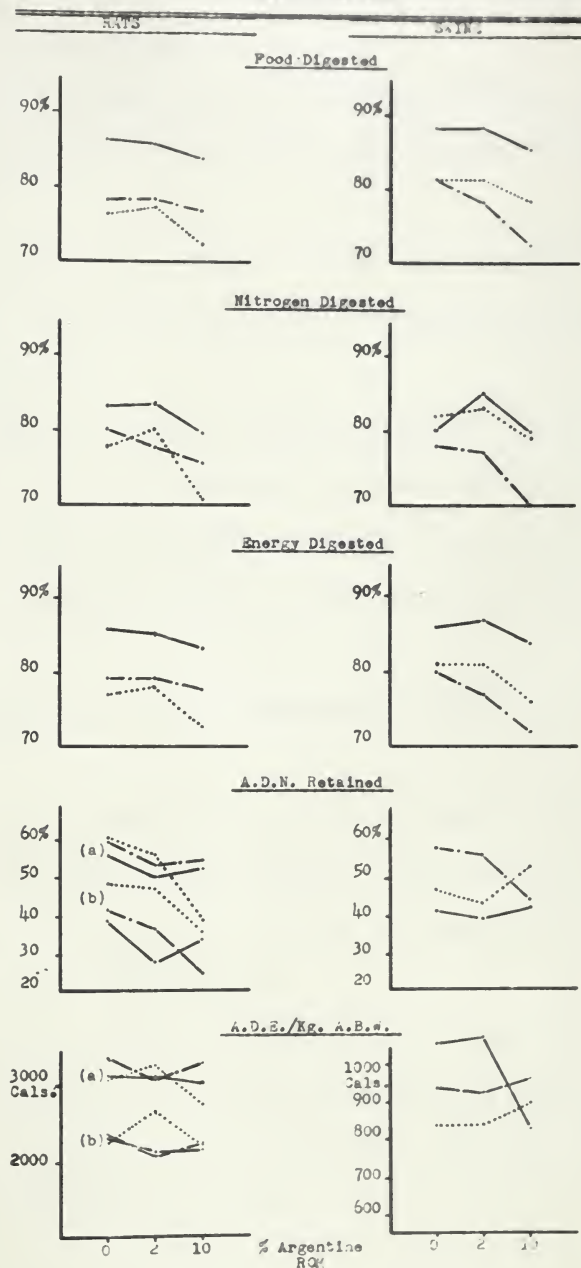 RATS SWINE
Food Digested
90% 90%
80 80
70 70
Nitrogen Digested
90% 90%
80 80
70 70
Energy Digested
90% 90%
80 80
70 70
A.D.N. Retained
60% 60%
(a)
50 50
(b)
40 40
30 30
20 20
A.D.E./Kg. A.B.W.
3000 Cals. (a) 1000 Cals.
900
(b) 800
2000 700
600
0 2 10 % Argentine ROM 0 2 10